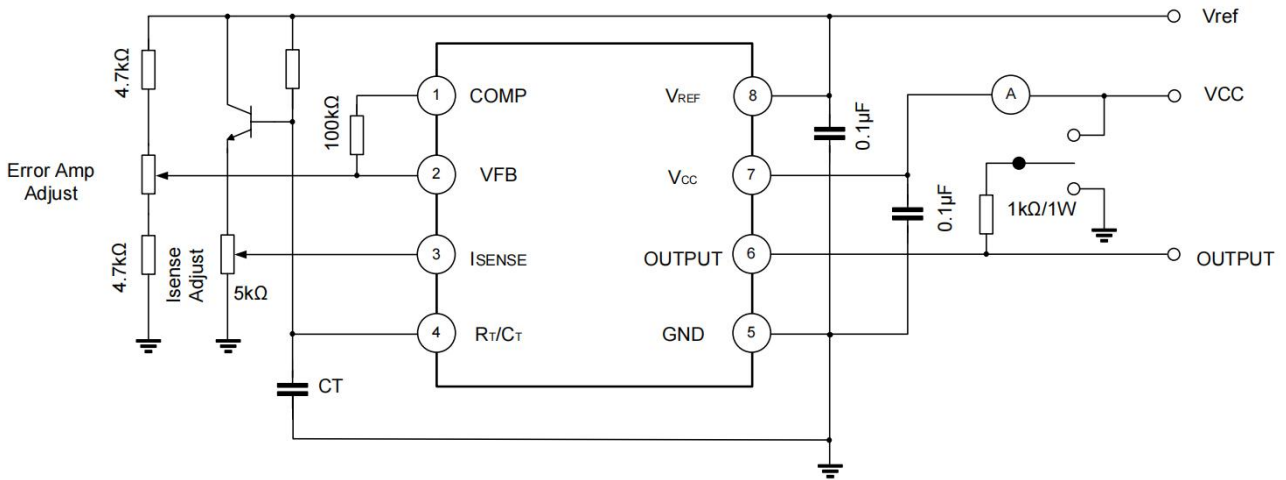 Vref
4.7kΩ
1
COMP
VREF
8
A
VCC
100kΩ
0.1μF
Error Amp
Adjust
2
VFB
VCC
7
0.1μF
1kΩ/1W
4.7kΩ
Isense
Adjust
5kΩ
3
ISENSE
OUTPUT
6
OUTPUT
4
RT/CT
GND
5
CT